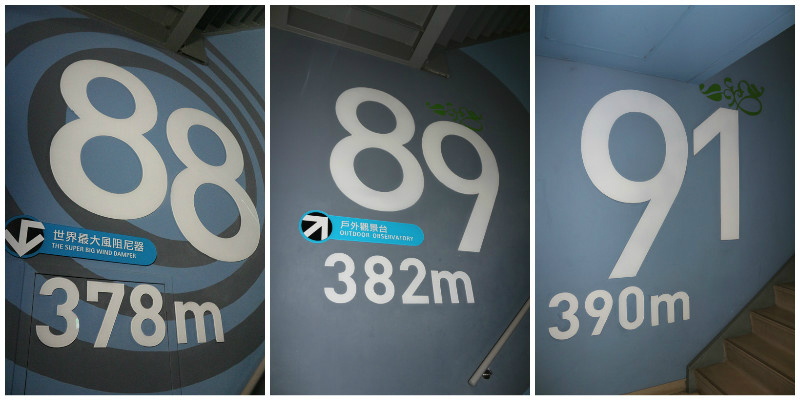 88
世界最大風阻尼器
THE SUPER BIG WIND DAMPER
378m
89
戶外觀景台
OUTDOOR OBSERVATORY
382m
91
390m